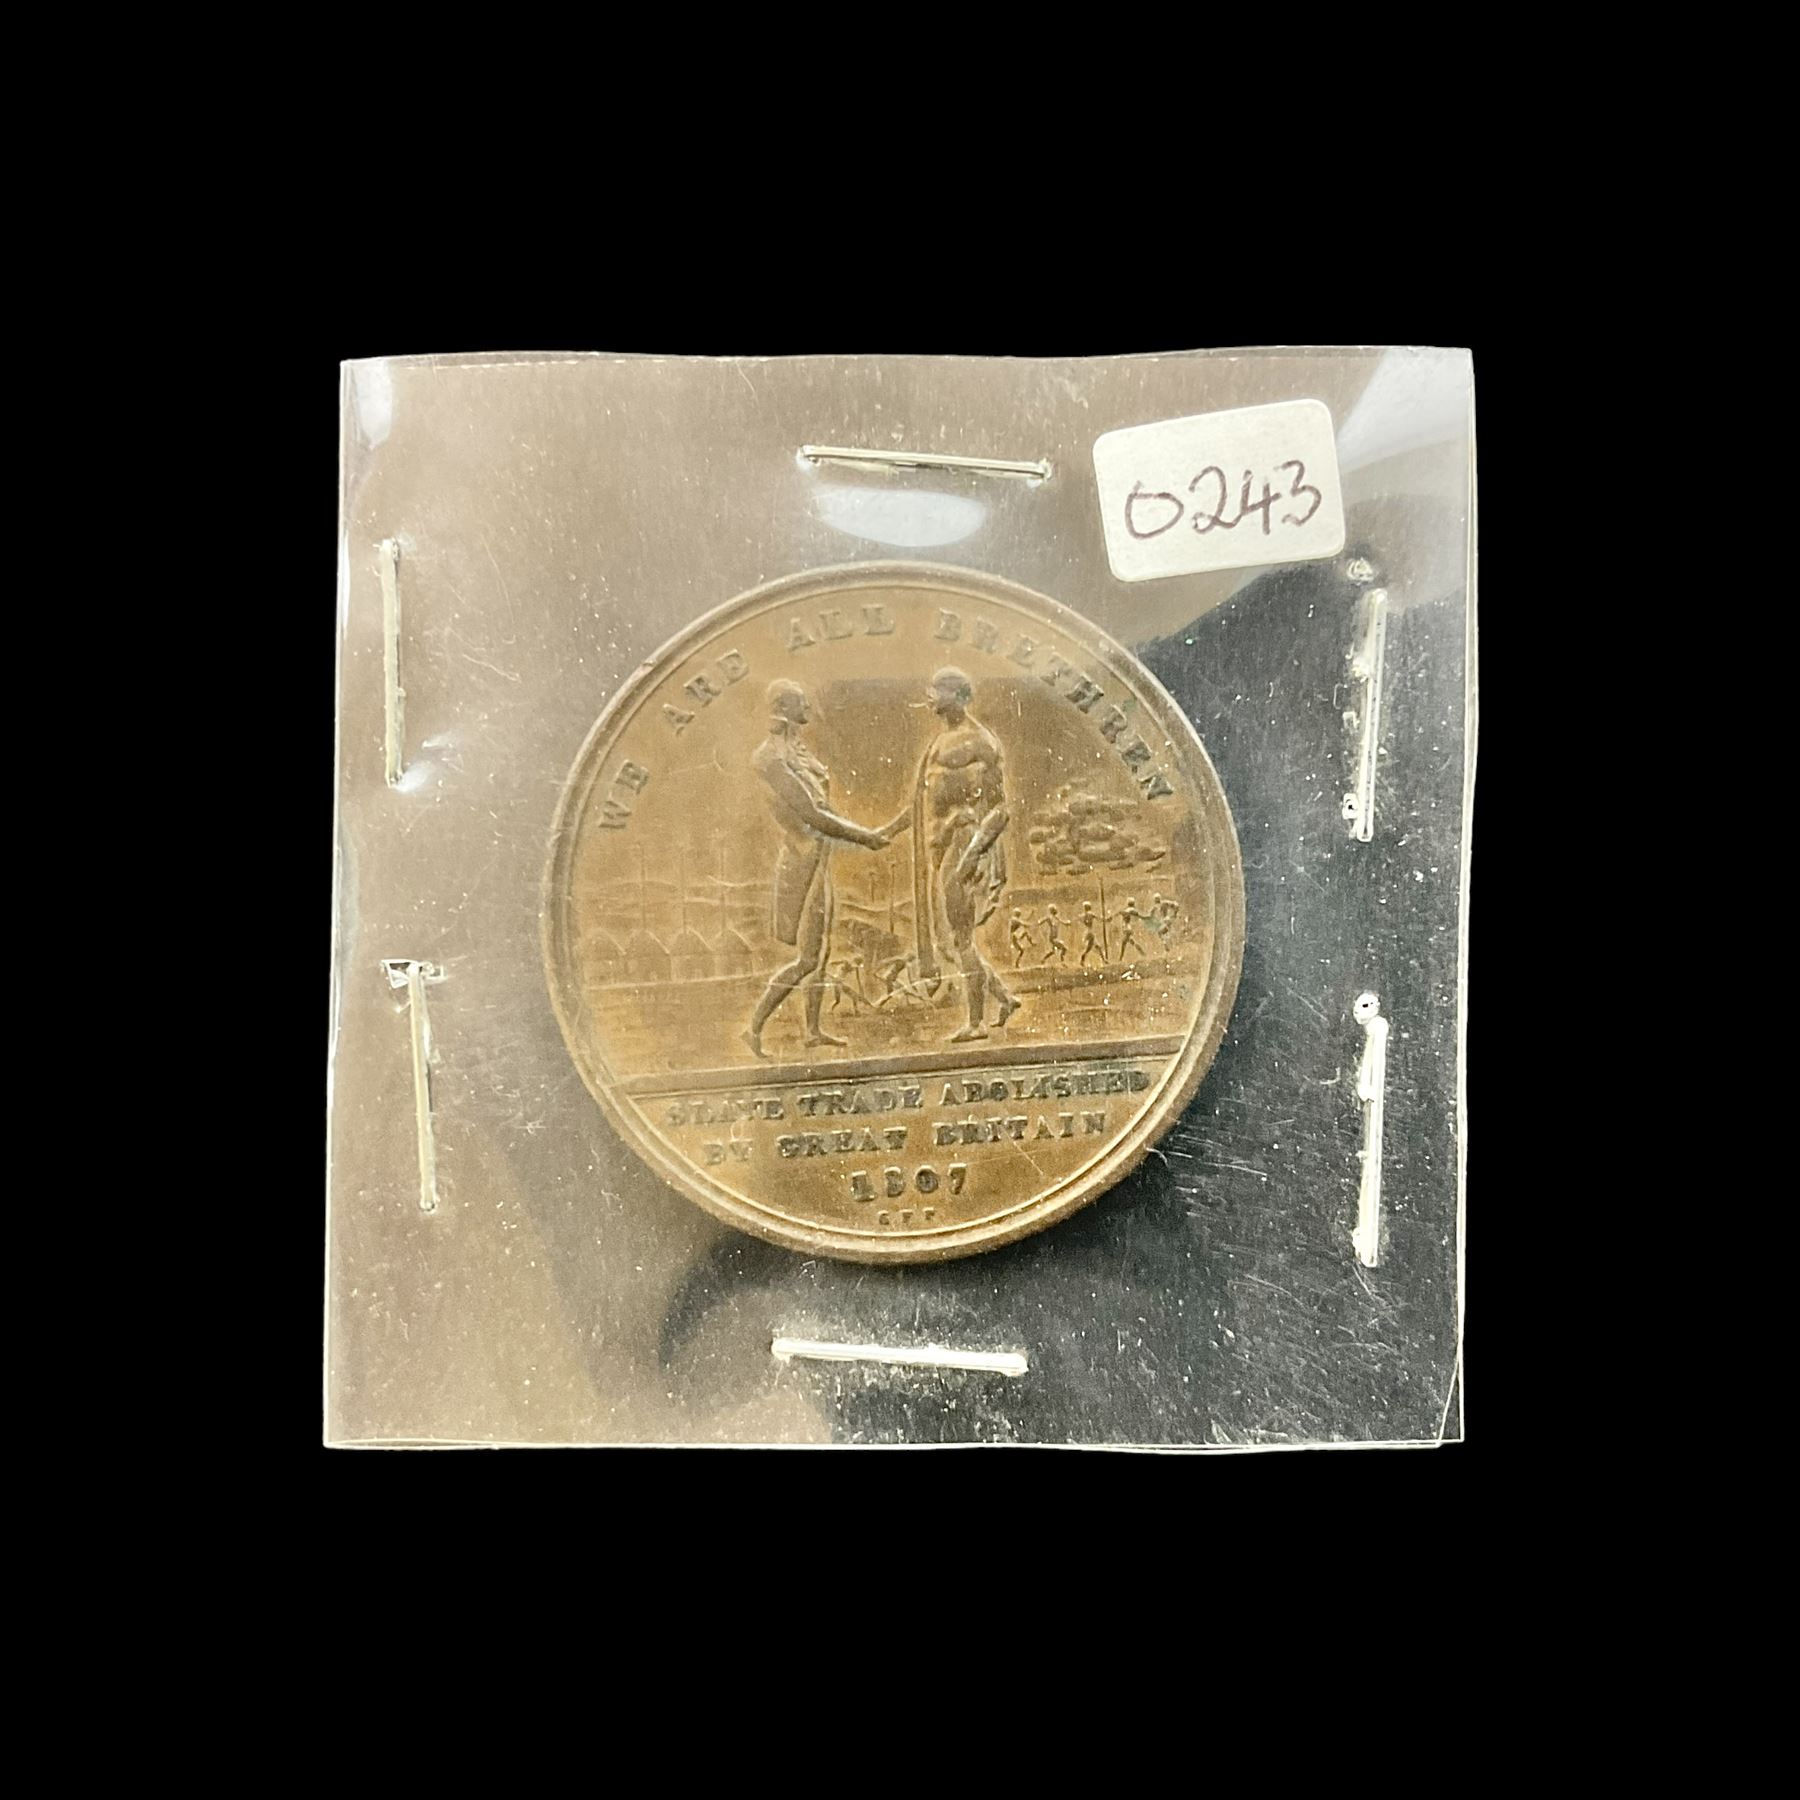 0243
WE ARE ALL BRETHREN
SLAVE TRADE ABOLISHED
BY GREAT BRITAIN
1807
G F P